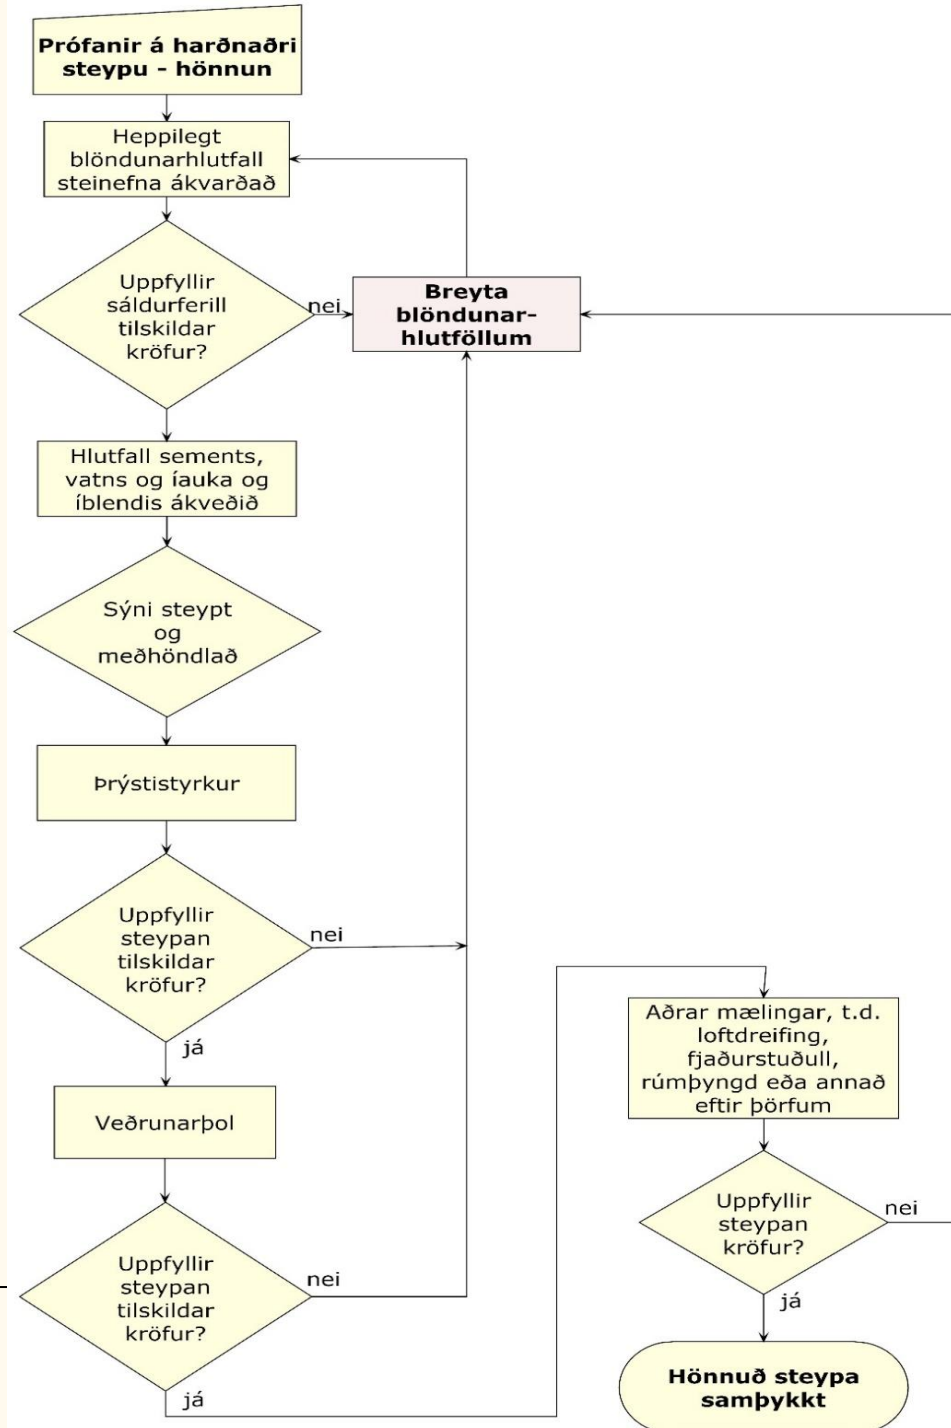 Prófanir á harðnaðri
steypu - hönnun
Heppilegt
blöndunarhlutfall
steinefna ákvarðað
Uppfyllir
sáldurferill
tilskildar
kröfur?
nei
Breyta
blöndunar-
hlutföllum
Hlutfall sements,
vatns og íauka og
íblendis ákveðið
Sýni steypt
og
meðhöndlað
Þrýstistyrkur
Uppfyllir
steypan
tilskildar
kröfur?
nei
já
Veðrunarþol
Uppfyllir
steypan
tilskildar
kröfur?
nei
já
Aðrar mælingar, t.d.
loftdreifing,
fjaðurstuðull,
rúmþyngd eða annað
eftir þörfum
Uppfyllir
steypan
kröfur?
nei
já
Hönnuð steypa
samþykkt